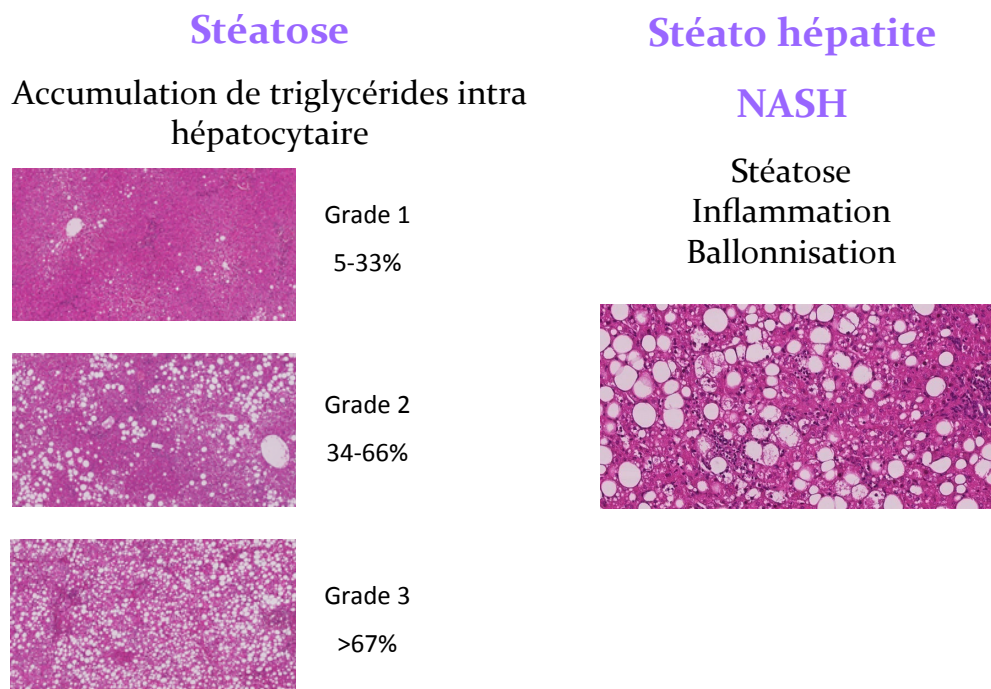 Stéatose
Accumulation de triglycérides intra
hépatocytaire
Grade 1
5-33%
Grade 2
34-66%
Grade 3
>67%
Stéato hépatite
NASH
Stéatose
Inflammation
Ballonnisation